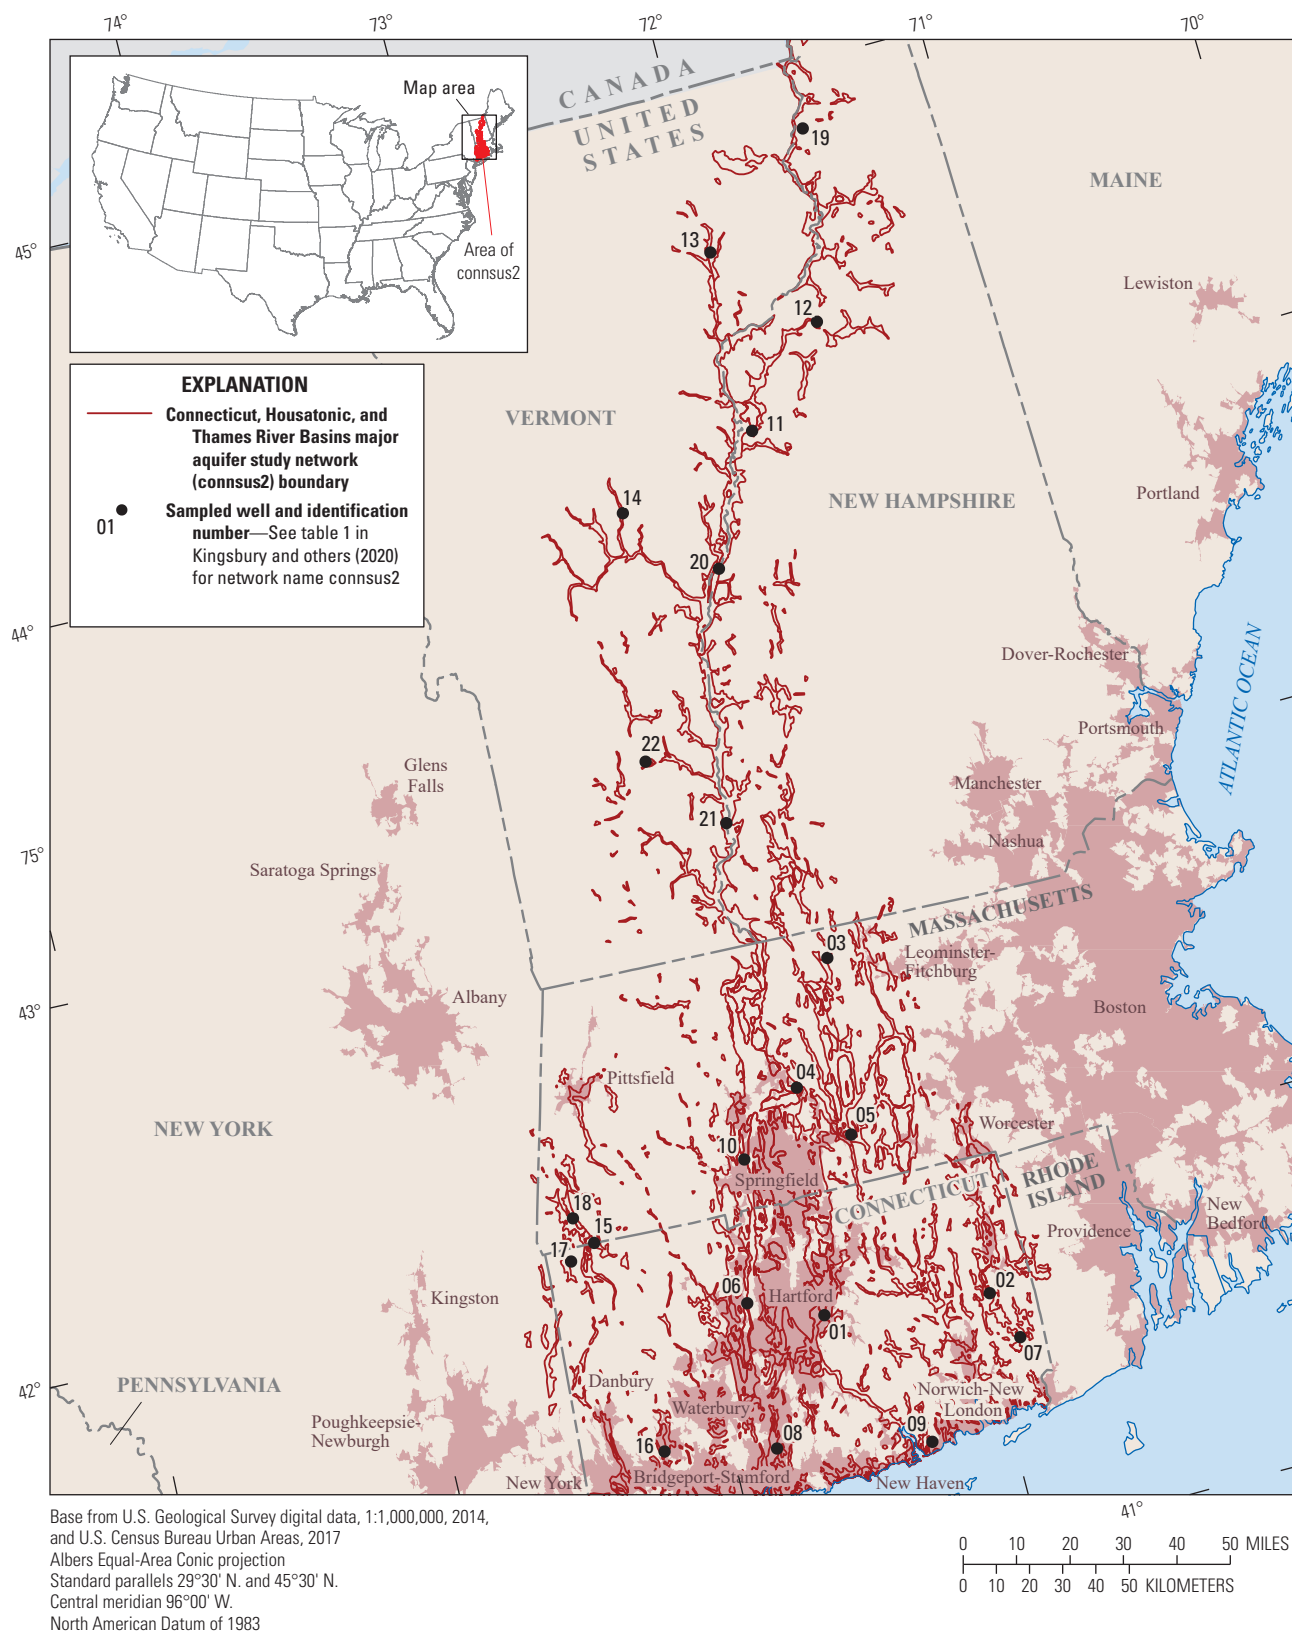 74°
73°
72°
71°
70°
CANADA
UNITED
STATES
Map area
Area of
connsus2
19
MAINE
13
45°
Lewiston
12
EXPLANATION
Connecticut, Housatonic, and
Thames River Basins major
aquifer study network
(connsus2) boundary
01
Sampled well and identification
number—See table 1 in
Kingsbury and others (2020)
for network name connsus2
VERMONT
11
NEW HAMPSHIRE
Portland
14
20
44°
Dover-Rochester
ATLANTIC OCEAN
Portsmouth
22
Glens
Falls
Manchester
21
Nashua
75°
Saratoga Springs
MASSACHUSETTS
03
Leominster-
Fitchburg
Albany
Boston
43°
Pittsfield
04
05
Worcester
NEW YORK
10
Springfield
RHODE
ISLAND
CONNECTICUT
18
15
17
New
Bedford
Providence
02
06
Hartford
Kingston
01
07
42°
PENNSYLVANIA
Danbury
Norwich-New
London
Waterbury
Poughkeepsie-
Newburgh
08
09
16
Bridgeport-Stamford
New York
New Haven
41°
Base from U.S. Geological Survey digital data, 1:1,000,000, 2014,
and U.S. Census Bureau Urban Areas, 2017
Albers Equal-Area Conic projection
Standard parallels 29°30' N. and 45°30' N.
Central meridian 96°00' W.
North American Datum of 1983
0 10 20 30 40 50 MILES
0 10 20 30 40 50 KILOMETERS